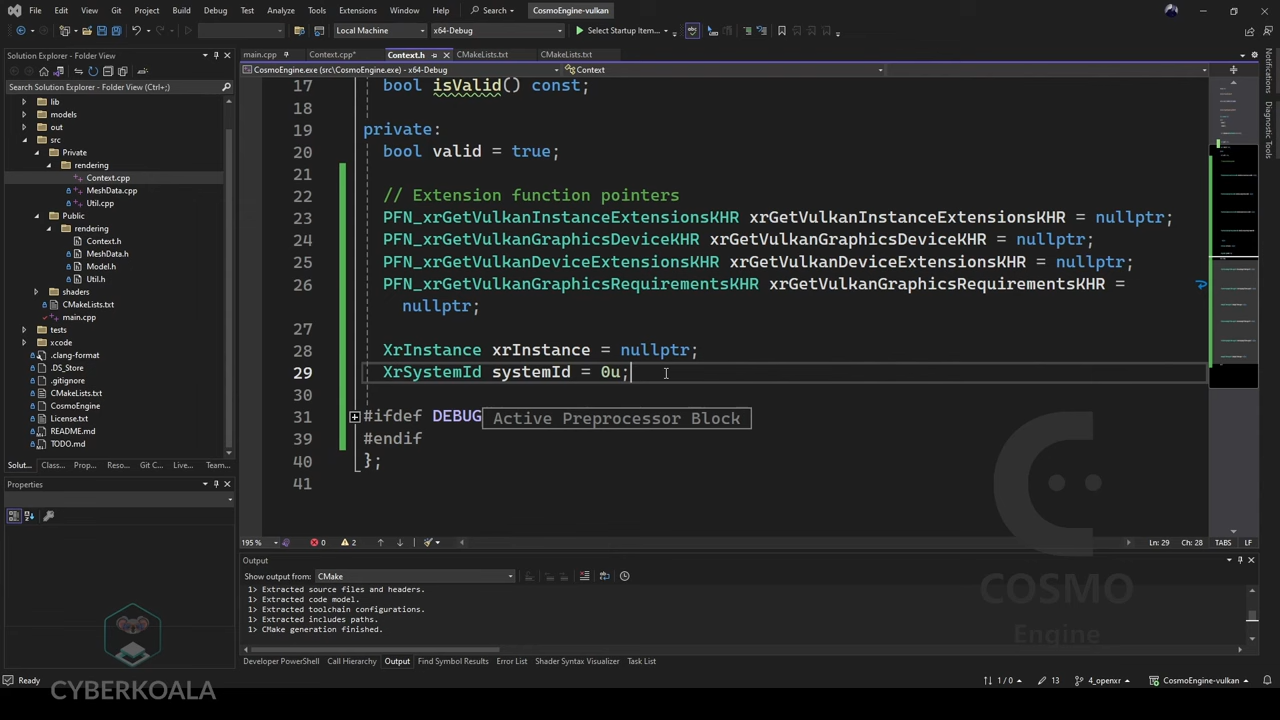 File Edit View Git Project Build Debug Test Analyze Tools Extensions Window Help Search CosmoEngine-vulkan
Local Machine x64-Debug Select Startup Item...
Solution Explorer - Folder View
main.cpp Context.cpp* Context.h CMakeLists.txt CMakeLists.txt
CosmoEngine.exe (src\CosmoEngine.exe) - x64-Debug Context
Solution Explorer - Folder View (Ctrl+;)
lib
models
out
src
Private
rendering
Context.cpp
MeshData.cpp
Util.cpp
Public
rendering
Context.h
MeshData.h
Model.h
Util.h
shaders
CMakeLists.txt
main.cpp
tests
xcode
.clang-format
.DS_Store
.gitignore
CMakeLists.txt
CosmoEngine
License.txt
README.md
TODO.md
Solut... Class... Prop... Reso... Git C... Live... Team...
Properties
17 bool isValid() const;
18
19 private:
20 bool valid = true;
21
22 // Extension function pointers
23 PFN_xrGetVulkanInstanceExtensionsKHR xrGetVulkanInstanceExtensionsKHR = nullptr;
24 PFN_xrGetVulkanGraphicsDeviceKHR xrGetVulkanGraphicsDeviceKHR = nullptr;
25 PFN_xrGetVulkanDeviceExtensionsKHR xrGetVulkanDeviceExtensionsKHR = nullptr;
26 PFN_xrGetVulkanGraphicsRequirementsKHR xrGetVulkanGraphicsRequirementsKHR =
nullptr;
27
28 XrInstance xrInstance = nullptr;
29 XrSystemId systemId = 0u;
30
31 #ifdef DEBUG Active Preprocessor Block
39 #endif
40 };
41
195 % 0 2 Ln: 29 Ch: 28 TABS LF
Output
Show output from: CMake
1> Extracted source files and headers.
1> Extracted code model.
1> Extracted toolchain configurations.
1> Extracted includes paths.
1> CMake generation finished.
Developer PowerShell Call Hierarchy Output Find Symbol Results Error List Shader Syntax Visualizer Task List
Ready 1 / 0 13 4_openxr CosmoEngine-vulkan
Notifications
Diagnostic Tools
COSMO
Engine
CYBERKOALA